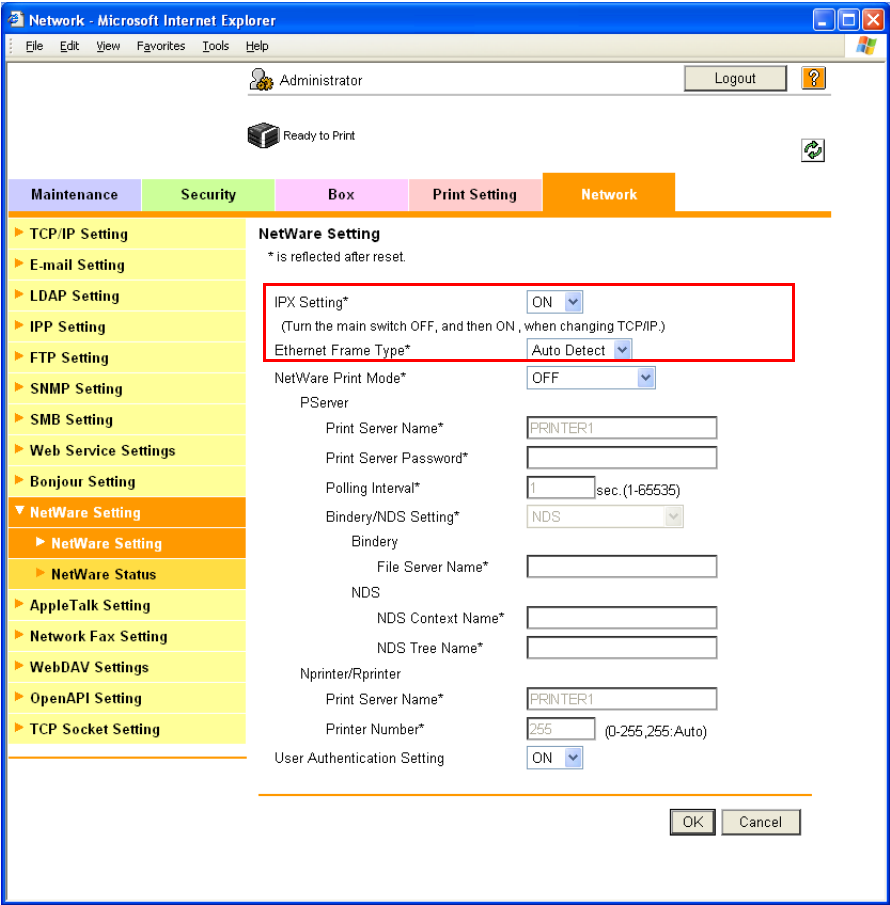 Network - Microsoft Internet Explorer
File Edit View Favorites Tools Help
Administrator
Logout
?
Ready to Print
Maintenance Security Box Print Setting Network
TCP/IP Setting
E-mail Setting
LDAP Setting
IPP Setting
FTP Setting
SNMP Setting
SMB Setting
Web Service Settings
Bonjour Setting
NetWare Setting
NetWare Setting
NetWare Status
AppleTalk Setting
Network Fax Setting
WebDAV Settings
OpenAPI Setting
TCP Socket Setting
NetWare Setting
* is reflected after reset.
IPX Setting* ON
(Turn the main switch OFF, and then ON , when changing TCP/IP.)
Ethernet Frame Type* Auto Detect
NetWare Print Mode* OFF
PServer
Print Server Name* PRINTER1
Print Server Password*
Polling Interval* 1 sec.(1-65535)
Bindery/NDS Setting* NDS
Bindery
File Server Name*
NDS
NDS Context Name*
NDS Tree Name*
Nprinter/Rprinter
Print Server Name* PRINTER1
Printer Number* 255 (0-255,255:Auto)
User Authentication Setting ON
OK Cancel